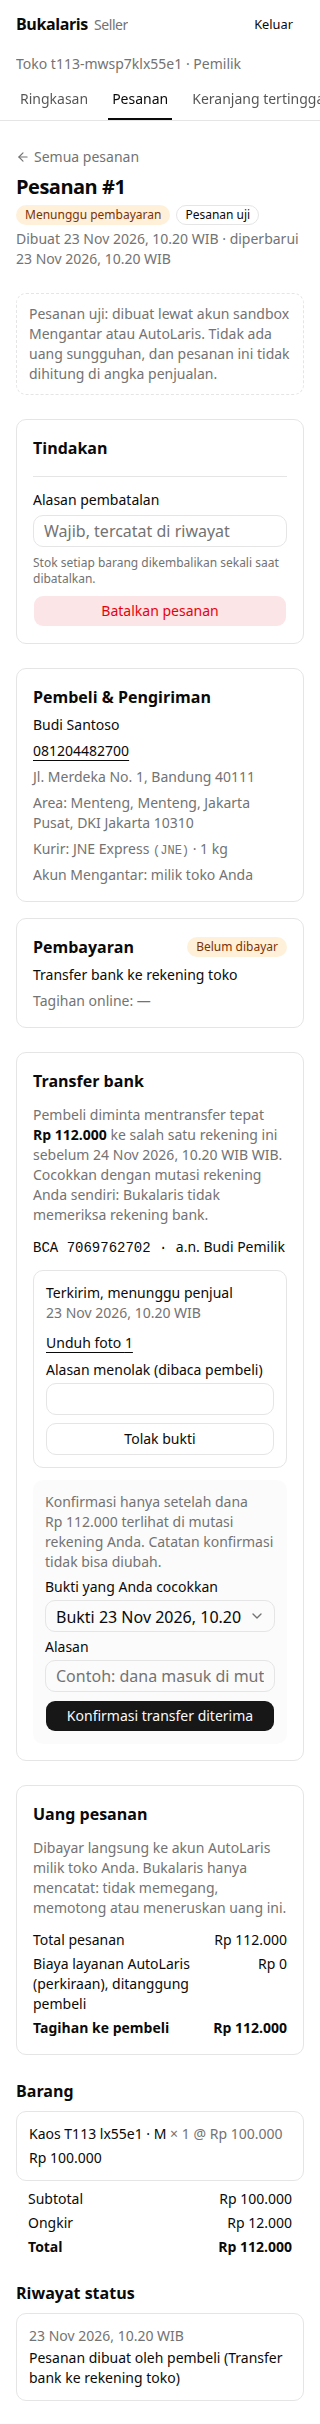 Bukalaris Seller
Keluar
Toko t113-mwsp7klx55e1 · Pemilik
Ringkasan
Pesanan
Keranjang tertingga
← Semua pesanan
Pesanan #1
Menunggu pembayaran
Pesanan uji
Dibuat 23 Nov 2026, 10.20 WIB · diperbarui
23 Nov 2026, 10.20 WIB
Pesanan uji: dibuat lewat akun sandbox
Mengantar atau AutoLaris. Tidak ada
uang sungguhan, dan pesanan ini tidak
dihitung di angka penjualan.
Tindakan
Alasan pembatalan
Wajib, tercatat di riwayat
Stok setiap barang dikembalikan sekali saat
dibatalkan.
Batalkan pesanan
Pembeli & Pengiriman
Budi Santoso
081204482700
Jl. Merdeka No. 1, Bandung 40111
Area: Menteng, Menteng, Jakarta
Pusat, DKI Jakarta 10310
Kurir: JNE Express (JNE) · 1 kg
Akun Mengantar: milik toko Anda
Pembayaran
Belum dibayar
Transfer bank ke rekening toko
Tagihan online: —
Transfer bank
Pembeli diminta mentransfer tepat
Rp 112.000 ke salah satu rekening ini
sebelum 24 Nov 2026, 10.20 WIB WIB.
Cocokkan dengan mutasi rekening
Anda sendiri: Bukalaris tidak
memeriksa rekening bank.
BCA 7069762702 · a.n. Budi Pemilik
Terkirim, menunggu penjual
23 Nov 2026, 10.20 WIB
Unduh foto 1
Alasan menolak (dibaca pembeli)
Tolak bukti
Konfirmasi hanya setelah dana
Rp 112.000 terlihat di mutasi
rekening Anda. Catatan konfirmasi
tidak bisa diubah.
Bukti yang Anda cocokkan
Bukti 23 Nov 2026, 10.20
Alasan
Contoh: dana masuk di mut
Konfirmasi transfer diterima
Uang pesanan
Dibayar langsung ke akun AutoLaris
milik toko Anda. Bukalaris hanya
mencatat: tidak memegang,
memotong atau meneruskan uang ini.
Total pesanan Rp 112.000
Biaya layanan AutoLaris Rp 0
(perkiraan), ditanggung
pembeli
Tagihan ke pembeli Rp 112.000
Barang
Kaos T113 lx55e1 · M × 1 @ Rp 100.000
Rp 100.000
Subtotal Rp 100.000
Ongkir Rp 12.000
Total Rp 112.000
Riwayat status
23 Nov 2026, 10.20 WIB
Pesanan dibuat oleh pembeli (Transfer
bank ke rekening toko)